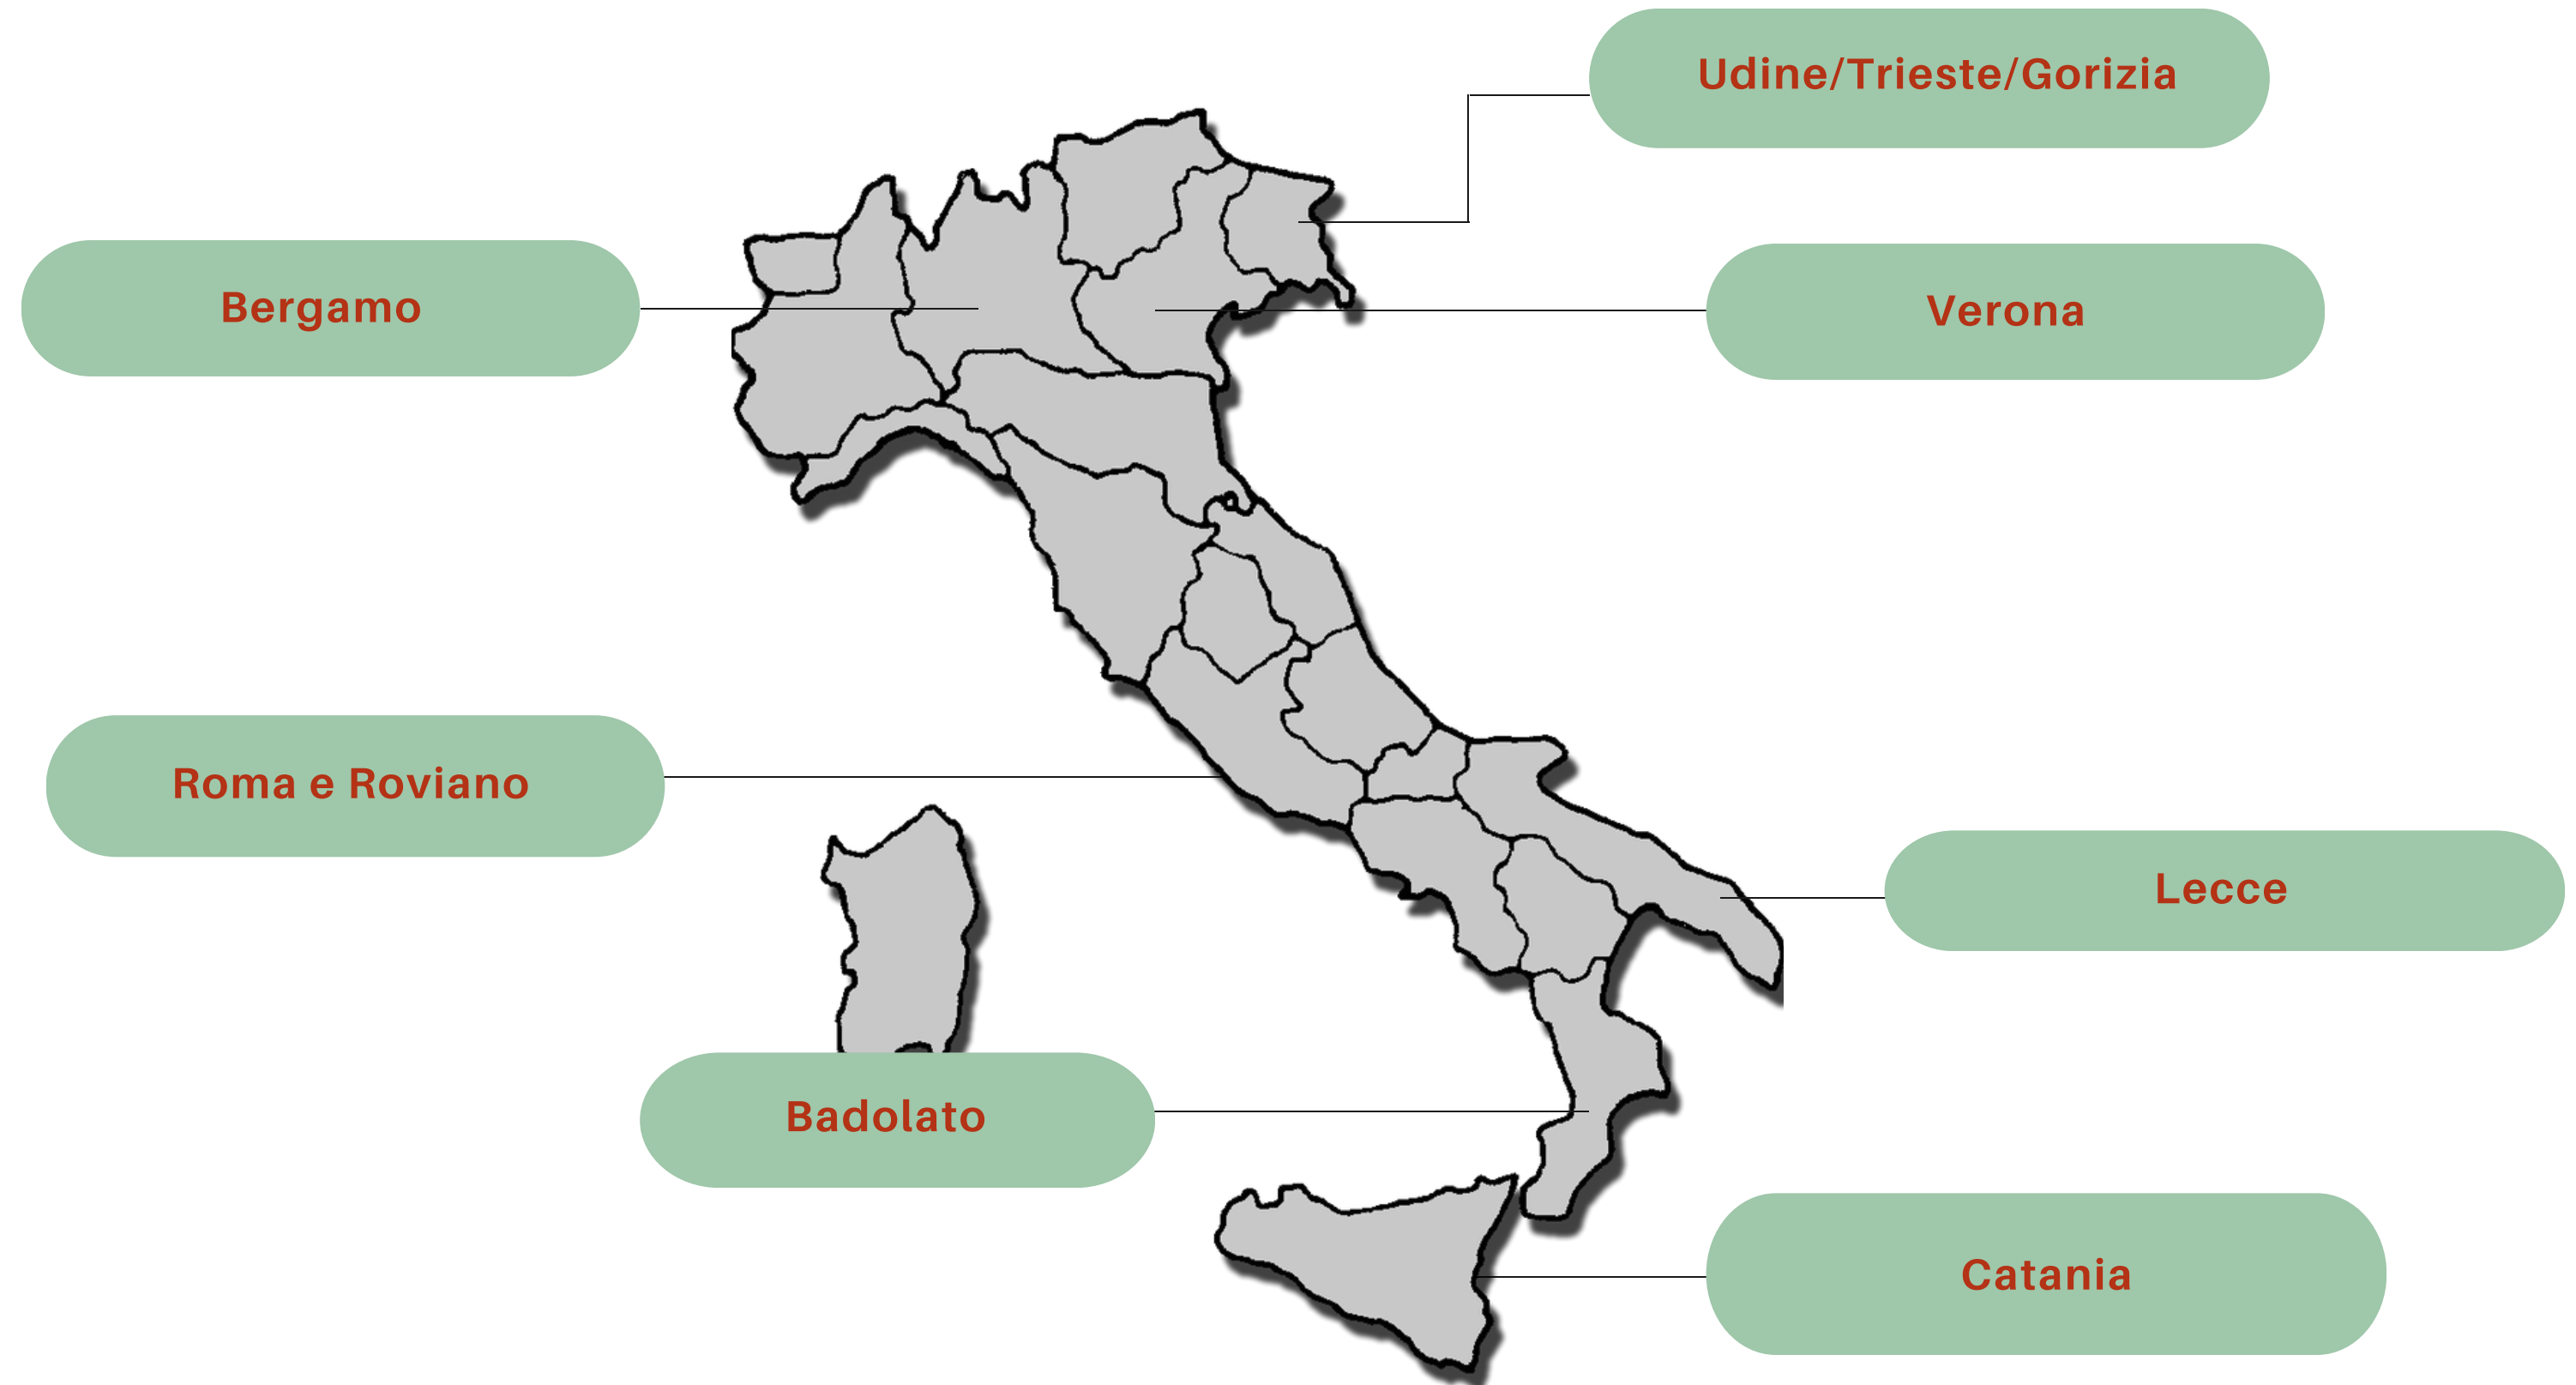 Udine/Trieste/Gorizia
Bergamo
Verona
Roma e Roviano
Lecce
Badolato
Catania